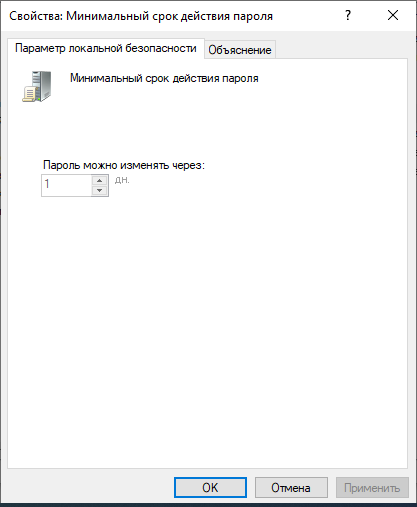 Свойства: Минимальный срок действия пароля ?
Параметр локальной безопасности Объяснение
Минимальный срок действия пароля
Пароль можно изменять через:
1 дн.
OK Отмена Применить